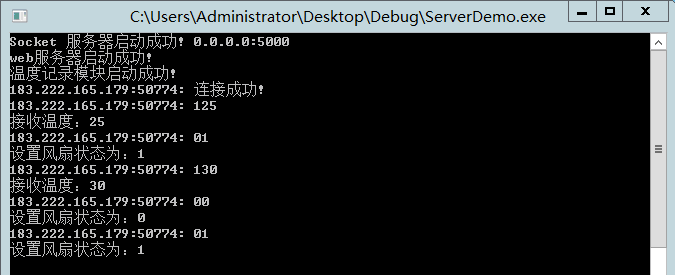 C:\Users\Administrator\Desktop\Debug\ServerDemo.exe
Socket 服务器启动成功! 0.0.0.0:5000
web服务器启动成功!
温度记录模块启动成功!
183.222.165.179:50774: 连接成功!
183.222.165.179:50774: 125
接收温度: 25
183.222.165.179:50774: 01
设置风扇状态为: 1
183.222.165.179:50774: 130
接收温度: 30
183.222.165.179:50774: 00
设置风扇状态为: 0
183.222.165.179:50774: 01
设置风扇状态为: 1